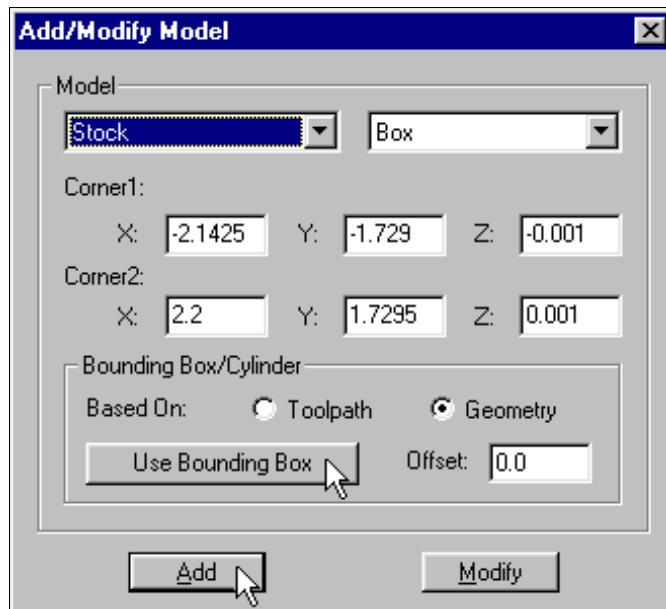 Add/Modify Model
Model
Stock Box
Corner1:
X: -2.1425 Y: -1.729 Z: -0.001
Corner2:
X: 2.2 Y: 1.7295 Z: 0.001
Bounding Box/Cylinder
Based On: Toolpath Geometry
Use Bounding Box Offset: 0.0
Add Modify